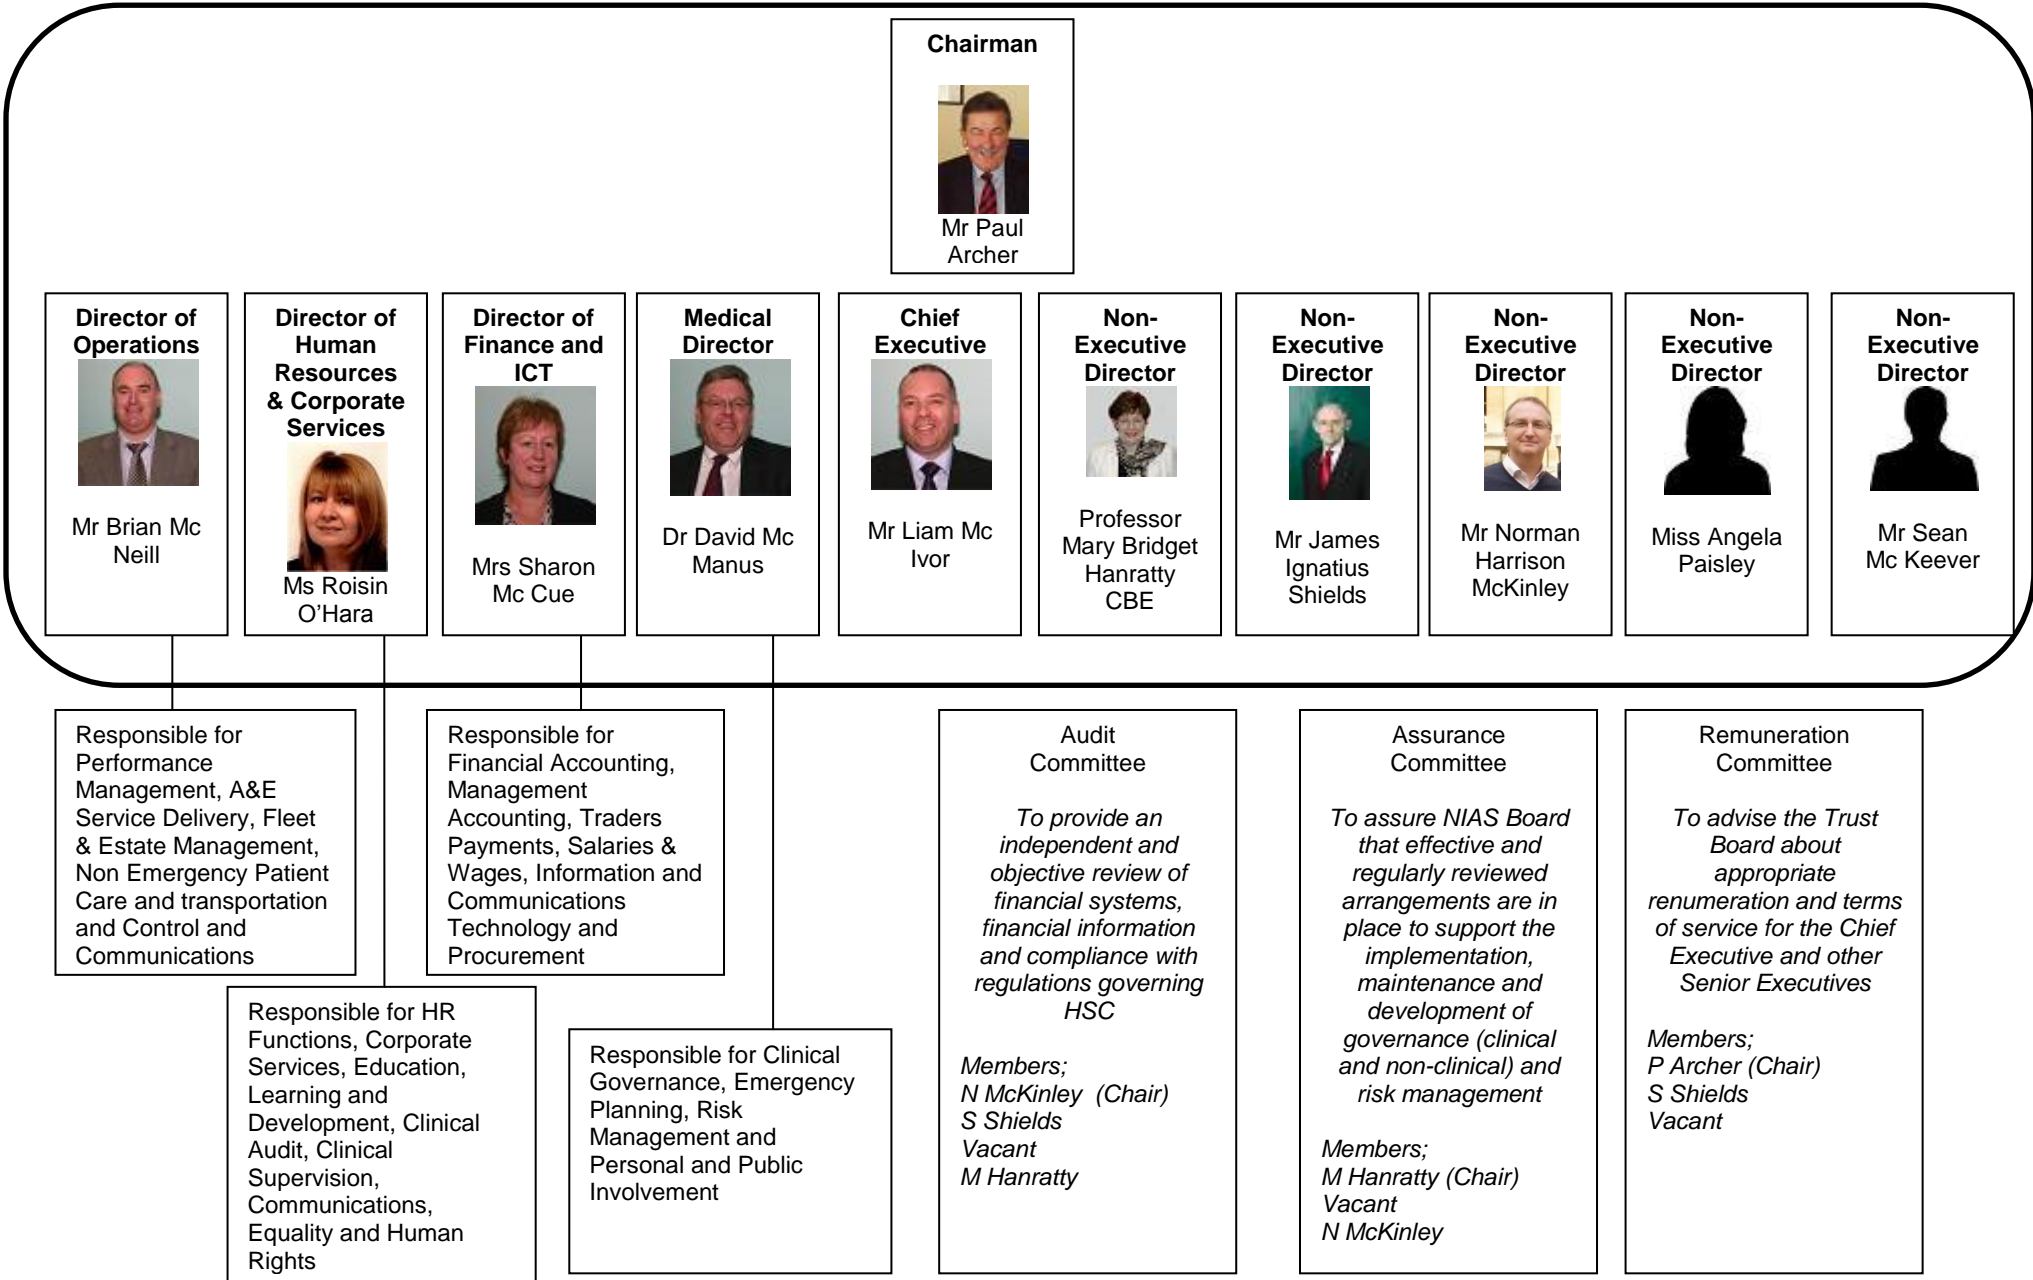 Chairman
Mr Paul
Archer
Director of
Operations
Mr Brian Mc
Neill
Director of
Human
Resources
& Corporate
Services
Ms Roisin
O’Hara
Director of
Finance and
ICT
Mrs Sharon
Mc Cue
Medical
Director
Dr David Mc
Manus
Chief
Executive
Mr Liam Mc
Ivor
Non-
Executive
Director
Professor
Mary Bridget
Hanratty
CBE
Non-
Executive
Director
Mr James
Ignatius
Shields
Non-
Executive
Director
Mr Norman
Harrison
McKinley
Non-
Executive
Director
Miss Angela
Paisley
Non-
Executive
Director
Mr Sean
Mc Keever
Responsible for
Performance
Management, A&E
Service Delivery, Fleet
& Estate Management,
Non Emergency Patient
Care and transportation
and Control and
Communications
Responsible for HR
Functions, Corporate
Services, Education,
Learning and
Development, Clinical
Audit, Clinical
Supervision,
Communications,
Equality and Human
Rights
Responsible for
Financial Accounting,
Management
Accounting, Traders
Payments, Salaries &
Wages, Information and
Communications
Technology and
Procurement
Responsible for Clinical
Governance, Emergency
Planning, Risk
Management and
Personal and Public
Involvement
Audit
Committee
To provide an
independent and
objective review of
financial systems,
financial information
and compliance with
regulations governing
HSC
Members;
N McKinley (Chair)
S Shields
Vacant
M Hanratty
Assurance
Committee
To assure NIAS Board
that effective and
regularly reviewed
arrangements are in
place to support the
implementation,
maintenance and
development of
governance (clinical
and non-clinical) and
risk management
Members;
M Hanratty (Chair)
Vacant
N McKinley
Remuneration
Committee
To advise the Trust
Board about
appropriate
renumeration and terms
of service for the Chief
Executive and other
Senior Executives
Members;
P Archer (Chair)
S Shields
Vacant